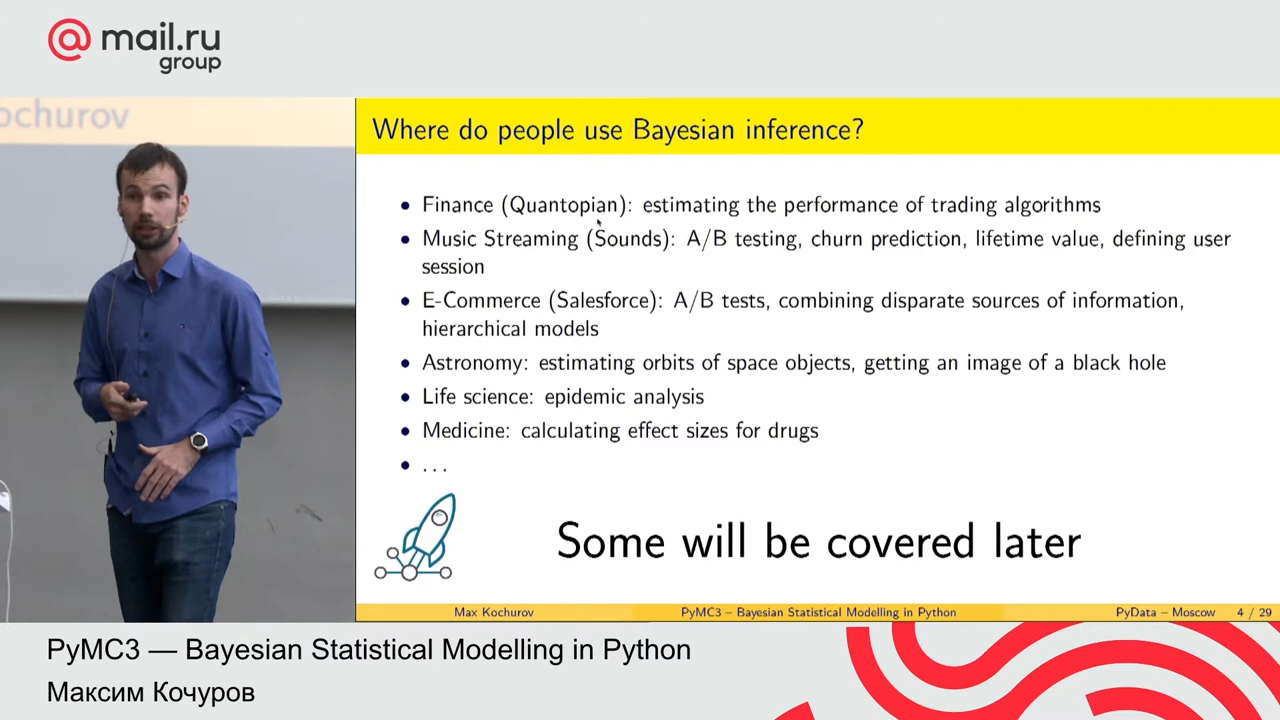 @ mail.ru
group
ochurov
Where do people use Bayesian inference?
• Finance (Quantopian): estimating the performance of trading algorithms
• Music Streaming (Sounds): A/B testing, churn prediction, lifetime value, defining user
session
• E-Commerce (Salesforce): A/B tests, combining disparate sources of information,
hierarchical models
• Astronomy: estimating orbits of space objects, getting an image of a black hole
• Life science: epidemic analysis
• Medicine: calculating effect sizes for drugs
• . . .
Some will be covered later
Max Kochurov PyMC3 – Bayesian Statistical Modelling in Python PyData – Moscow 4 / 29
PyMC3 — Bayesian Statistical Modelling in Python
Максим Кочуров